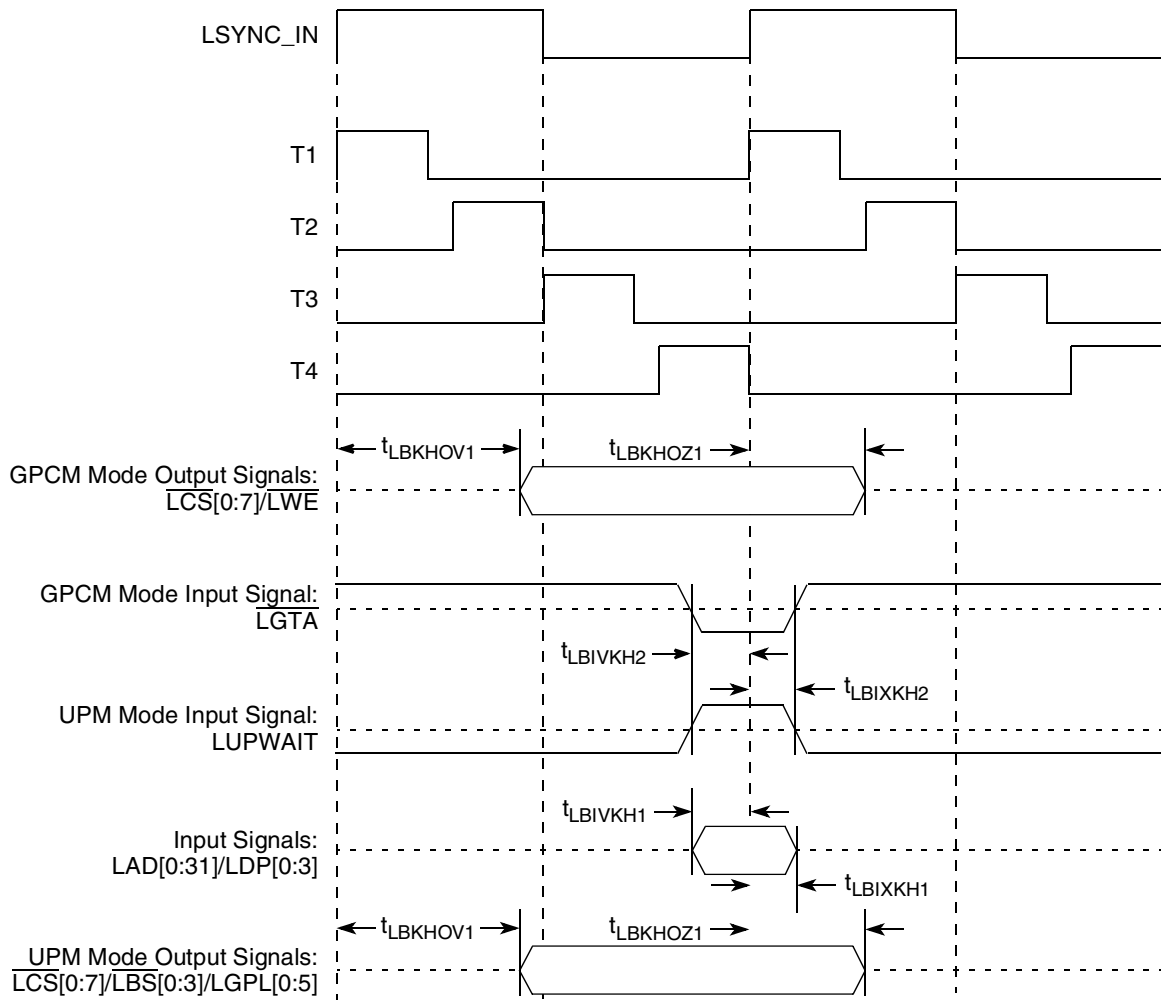 LSYNC_IN
T1
T2
T3
T4
tLBKHOV1
tLBKHOZ1
GPCM Mode Output Signals:
LCS[0:7]/LWE
GPCM Mode Input Signal:
LGTA
tLBIVKH2
tLBIXKH2
UPM Mode Input Signal:
LUPWAIT
tLBIVKH1
Input Signals:
LAD[0:31]/LDP[0:3]
tLBIXKH1
tLBKHOV1
tLBKHOZ1
UPM Mode Output Signals:
LCS[0:7]/LBS[0:3]/LGPL[0:5]